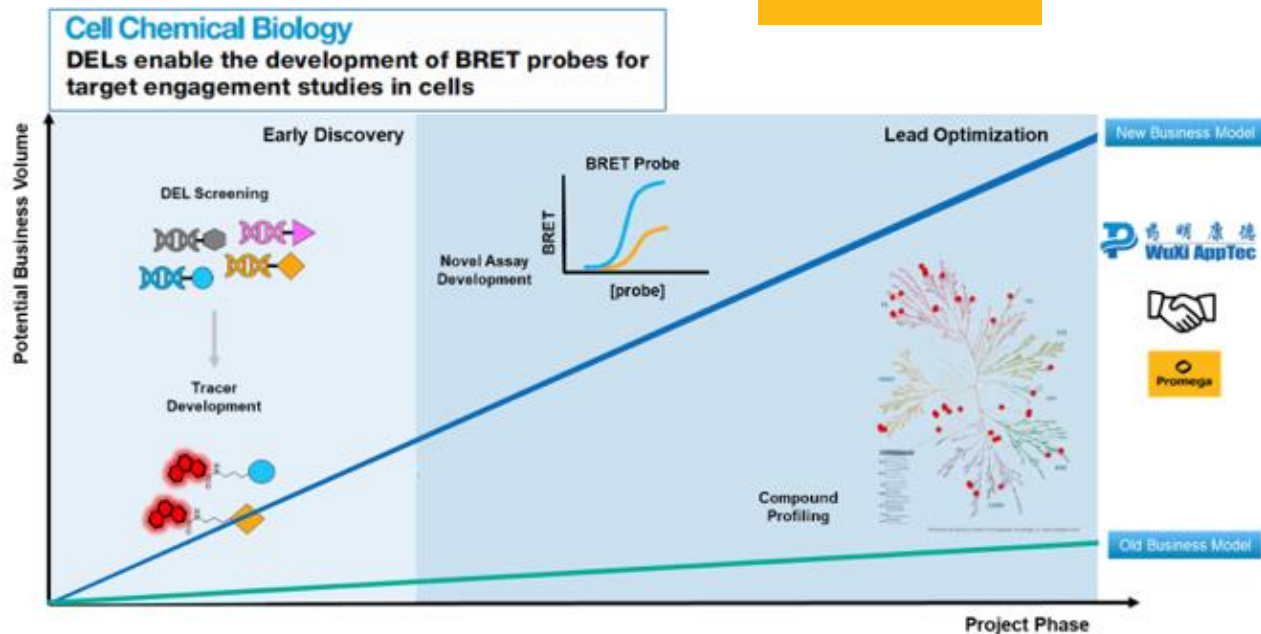 Cell Chemical Biology
DELs enable the development of BRET probes for
target engagement studies in cells
Potential Business Volume
Early Discovery
Lead Optimization
New Business Model
DEL Screening
BRET Probe
BRET
[probe]
Novel Assay
Development
药明康德
WuXi AppTec
Promega
Tracer
Development
Compound
Profiling
Old Business Model
Project Phase